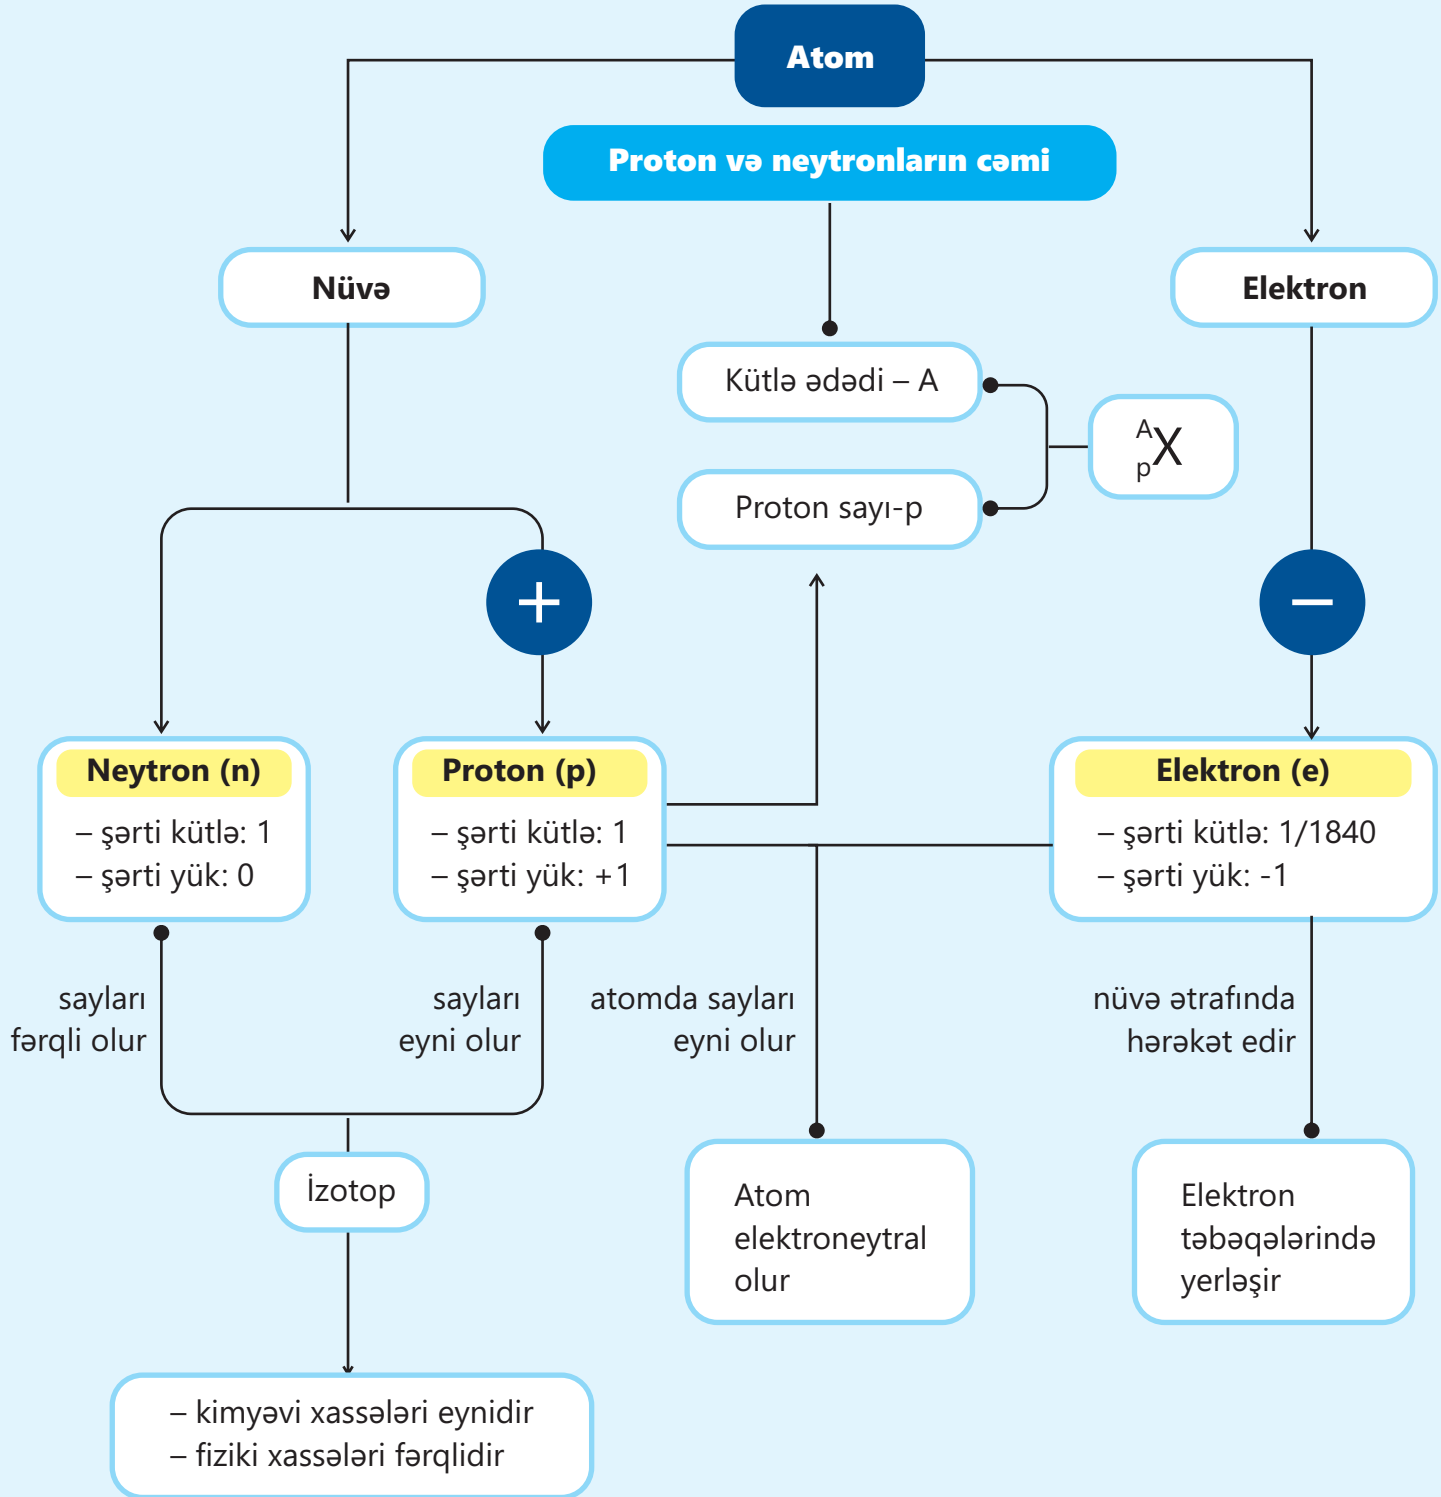 Atom
Proton və neytronların cəmi
Nüvə
Elektron
Kütlə ədədi – A
A
p
X
Proton sayı-p
+
–
Neytron (n)
– şərti kütlə: 1
– şərti yük: 0
Proton (p)
– şərti kütlə: 1
– şərti yük: +1
Elektron (e)
– şərti kütlə: 1/1840
– şərti yük: -1
sayları
fərqli olur
sayları
eyni olur
atomda sayları
eyni olur
nüvə ətrafında
hərəkət edir
İzotop
Atom
elektroneytral
olur
Elektron
təbəqələrində
yerləşir
– kimyəvi xassələri eynidir
– fiziki xassələri fərqlidir